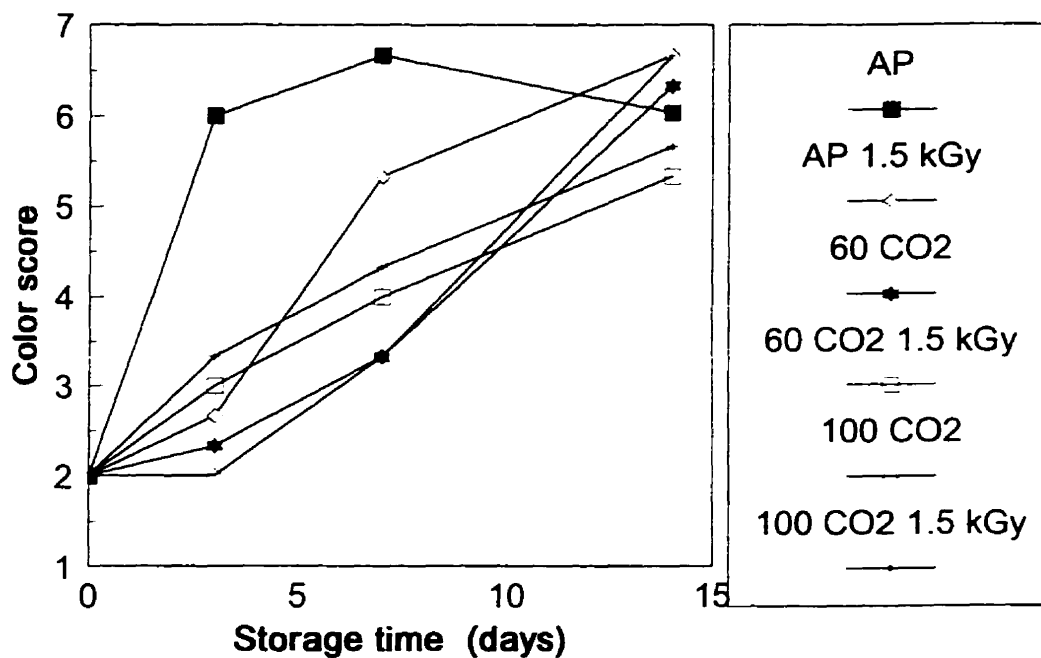 7
6
5
4
3
2
1
Color score
0 5 10 15
Storage time (days)
AP
AP 1.5 kGy
60 CO2
60 CO2 1.5 kGy
100 CO2
100 CO2 1.5 kGy